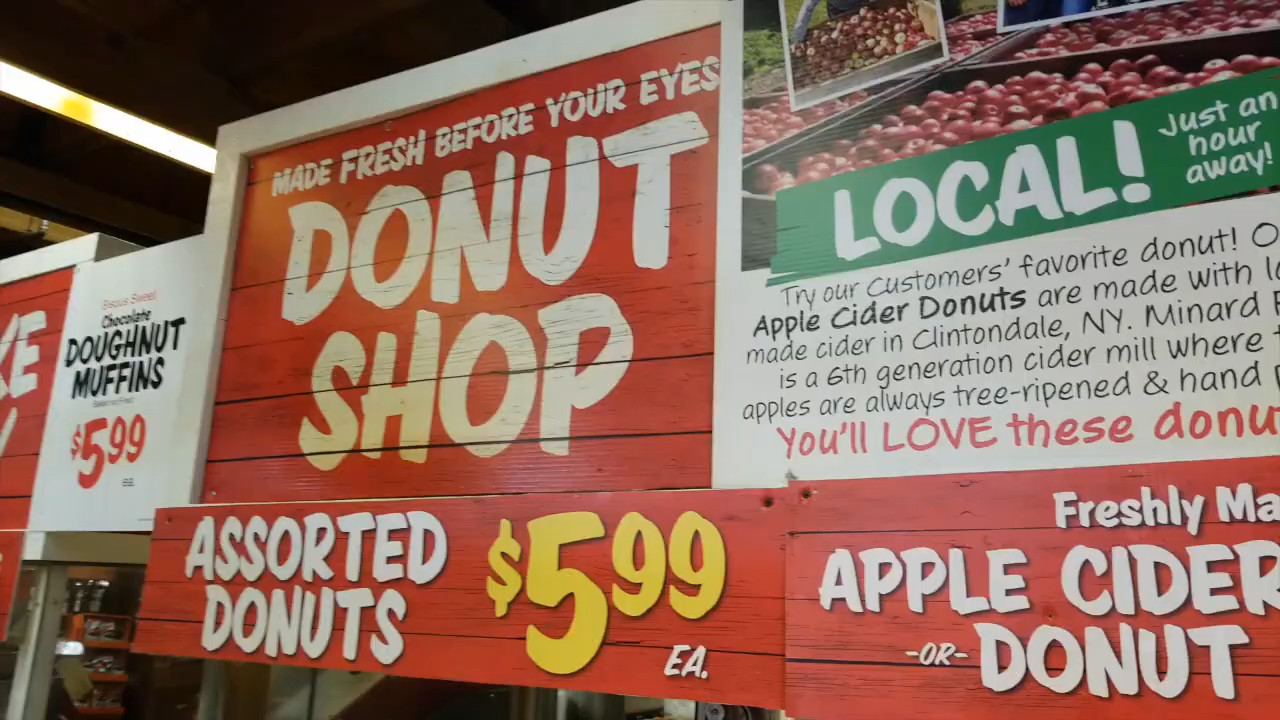 KE
Y
Chocolate
DOUGHNUT
MUFFINS
$5.99
MADE FRESH BEFORE YOUR EYES
DONUT
SHOP
ASSORTED
DONUTS
$5.99
EA.
LOCAL!
Just an
hour
away!
Try our customers' favorite donut! O
Apple Cider Donuts are made with lo
made cider in Clintondale, NY. Minard F
is a 6th generation cider mill where
apples are always tree-ripened & hand p
You'll LOVE these donu
Freshly Ma
APPLE CIDER
-OR- DONUT